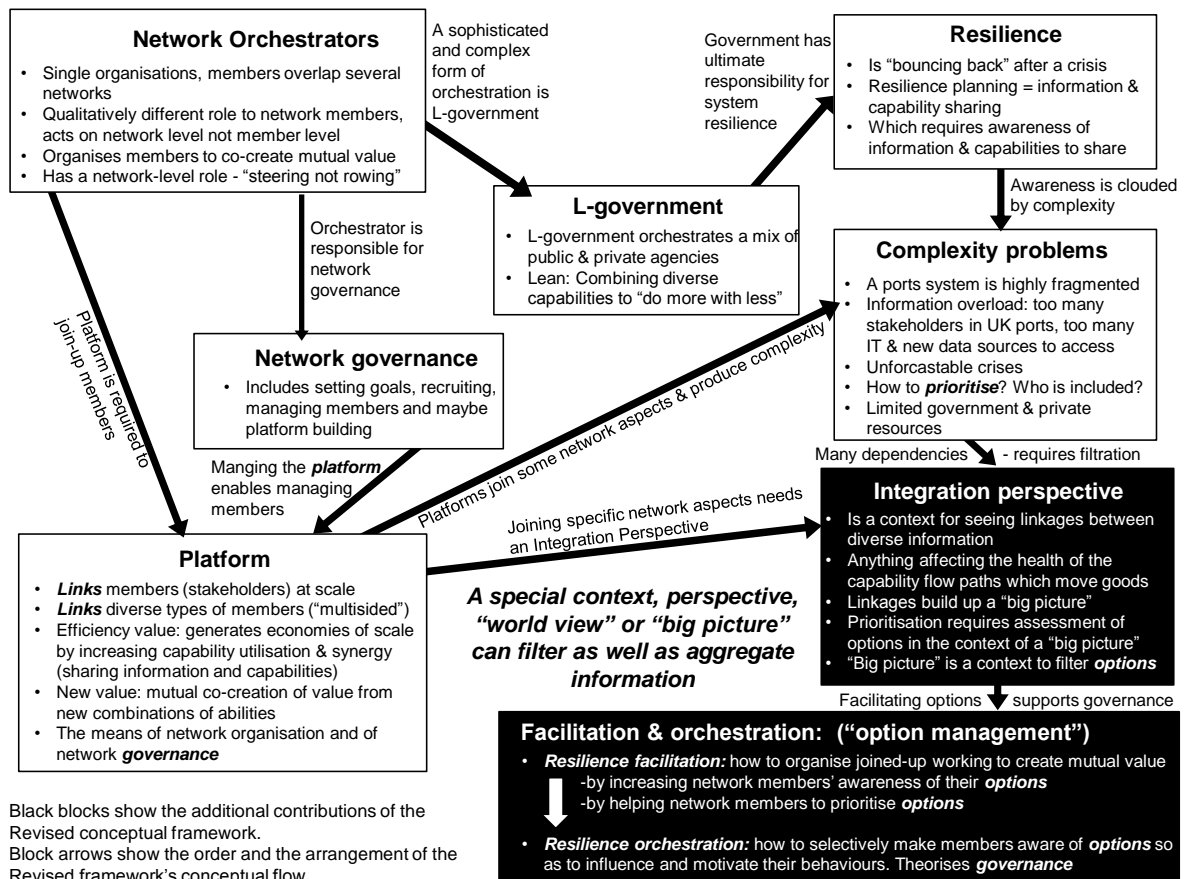 Network Orchestrators
• Single organisations, members overlap several
networks
• Qualitatively different role to network members,
acts on network level not member level
• Organises members to co-create mutual value
• Has a network-level role - “steering not rowing”
A sophisticated
and complex
form of
orchestration is
L-government
Government has
ultimate
responsibility for
system
resilience
Resilience
• Is “bouncing back” after a crisis
• Resilience planning = information &
capability sharing
• Which requires awareness of
information & capabilities to share
Awareness is clouded
by complexity
L-government
• L-government orchestrates a mix of
public & private agencies
• Lean: Combining diverse
capabilities to “do more with less”
Orchestrator is
responsible for
network
governance
Platform is required to
join-up members
Complexity problems
• A ports system is highly fragmented
• Information overload: too many
stakeholders in UK ports, too many
IT & new data sources to access
• Unforcastable crises
• How to prioritise? Who is included?
• Limited government & private
resources
Network governance
• Includes setting goals, recruiting,
managing members and maybe
platform building
Manging the platform
enables managing
members
Platforms join some network aspects & produce complexity
Many dependencies - requires filtration
Joining specific network aspects needs
an Integration Perspective
Integration perspective
• Is a context for seeing linkages between
diverse information
• Anything affecting the health of the
capability flow paths which move goods
• Linkages build up a “big picture”
• Prioritisation requires assessment of
options in the context of a “big picture”
• “Big picture” is a context to filter options
Platform
• Links members (stakeholders) at scale
• Links diverse types of members (“multisided”)
• Efficiency value: generates economies of scale
by increasing capability utilisation & synergy
(sharing information and capabilities)
• New value: mutual co-creation of value from
new combinations of abilities
• The means of network organisation and of
network governance
A special context, perspective,
“world view” or “big picture”
can filter as well as aggregate
information
Facilitating options supports governance
Facilitation & orchestration: (“option management”)
• Resilience facilitation: how to organise joined-up working to create mutual value
-by increasing network members’ awareness of their options
-by helping network members to prioritise options
• Resilience orchestration: how to selectively make members aware of options so
as to influence and motivate their behaviours. Theorises governance
Black blocks show the additional contributions of the
Revised conceptual framework.
Block arrows show the order and the arrangement of the
Revised framework’s conceptual flow